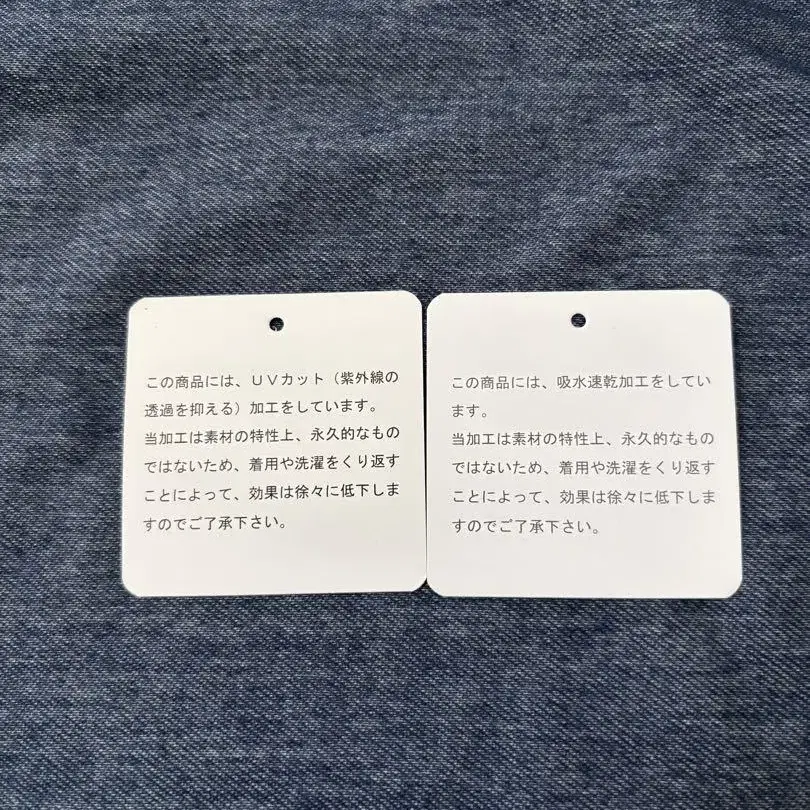 この商品には、ＵＶカット（紫外線の
透過を抑える）加工をしています。
当加工は素材の特性上、永久的なもの
ではないため、着用や洗濯をくり返す
ことによって、効果は徐々に低下しま
すのでご了承下さい。
この商品には、吸水速乾加工をしてい
ます。
当加工は素材の特性上、永久的なもの
ではないため、着用や洗濯をくり返す
ことによって、効果は徐々に低下しま
すのでご了承下さい。